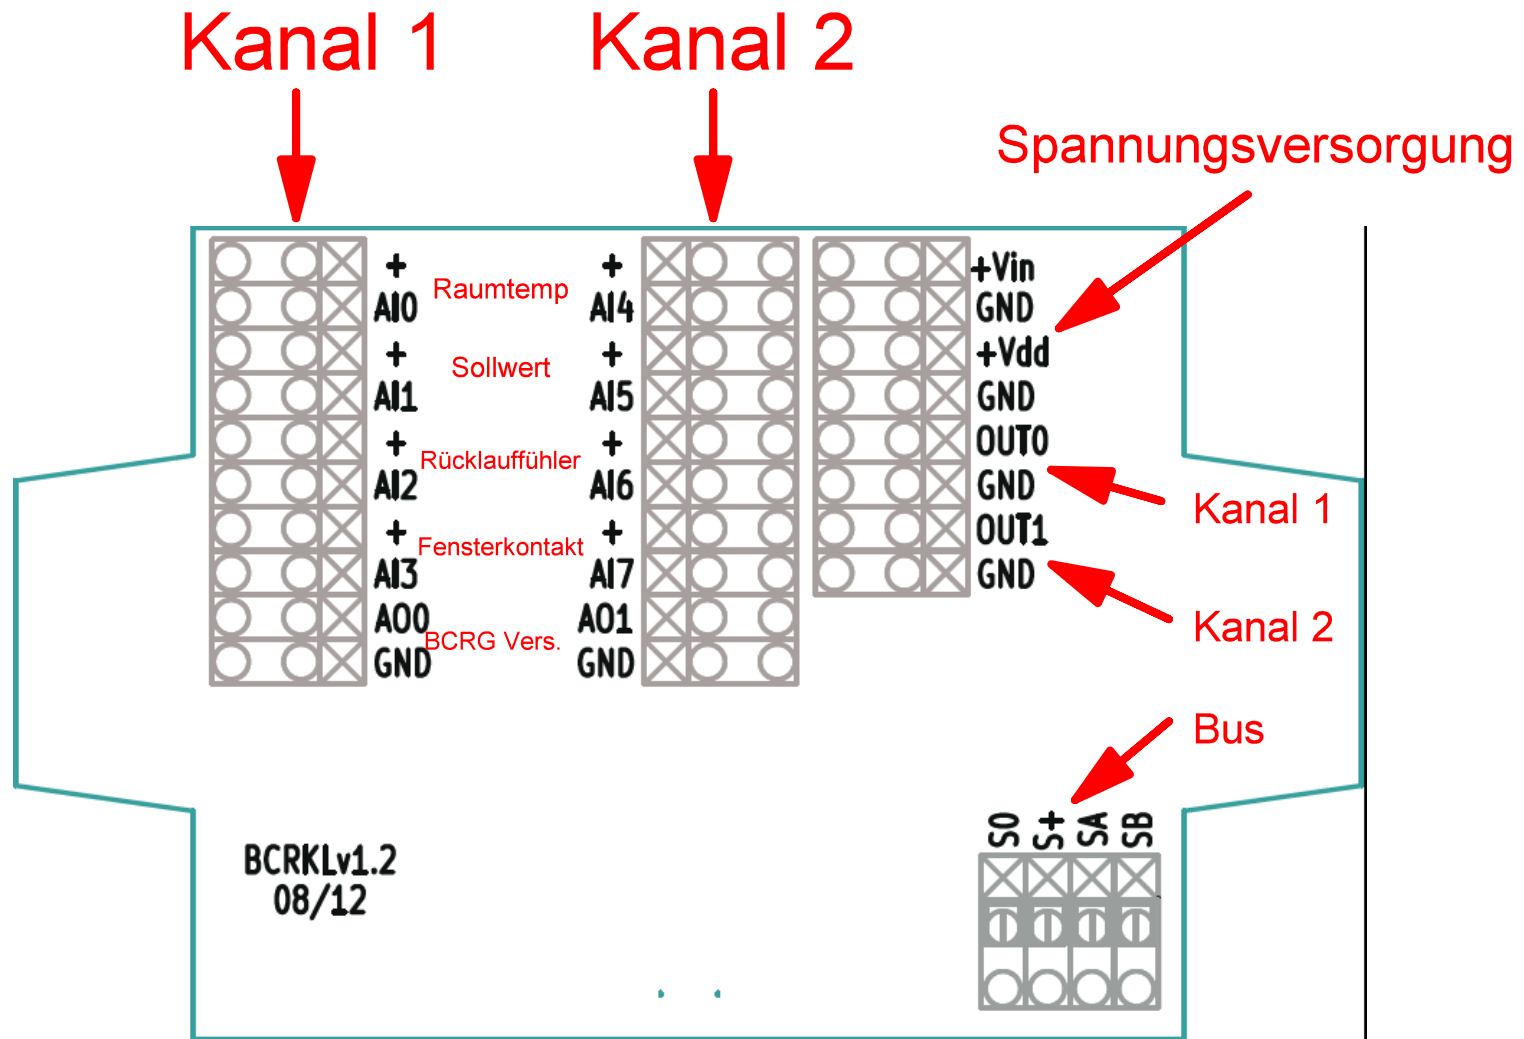 Kanal 1
Kanal 2
Spannungsversorgung
+ + +Vin
Raumtemp
AI0 AI4 GND
+ + +Vdd
Sollwert
AI1 AI5 GND
+ + OUT0
Rücklauffühler
AI2 AI6 GND
Kanal 1
+ + OUT1
Fensterkontakt
AI3 AI7 GND
AO0 AO1
Kanal 2
BCRG Vers.
GND GND
Bus
S0 S+ SA SB
BCRKLv1.2
08/12